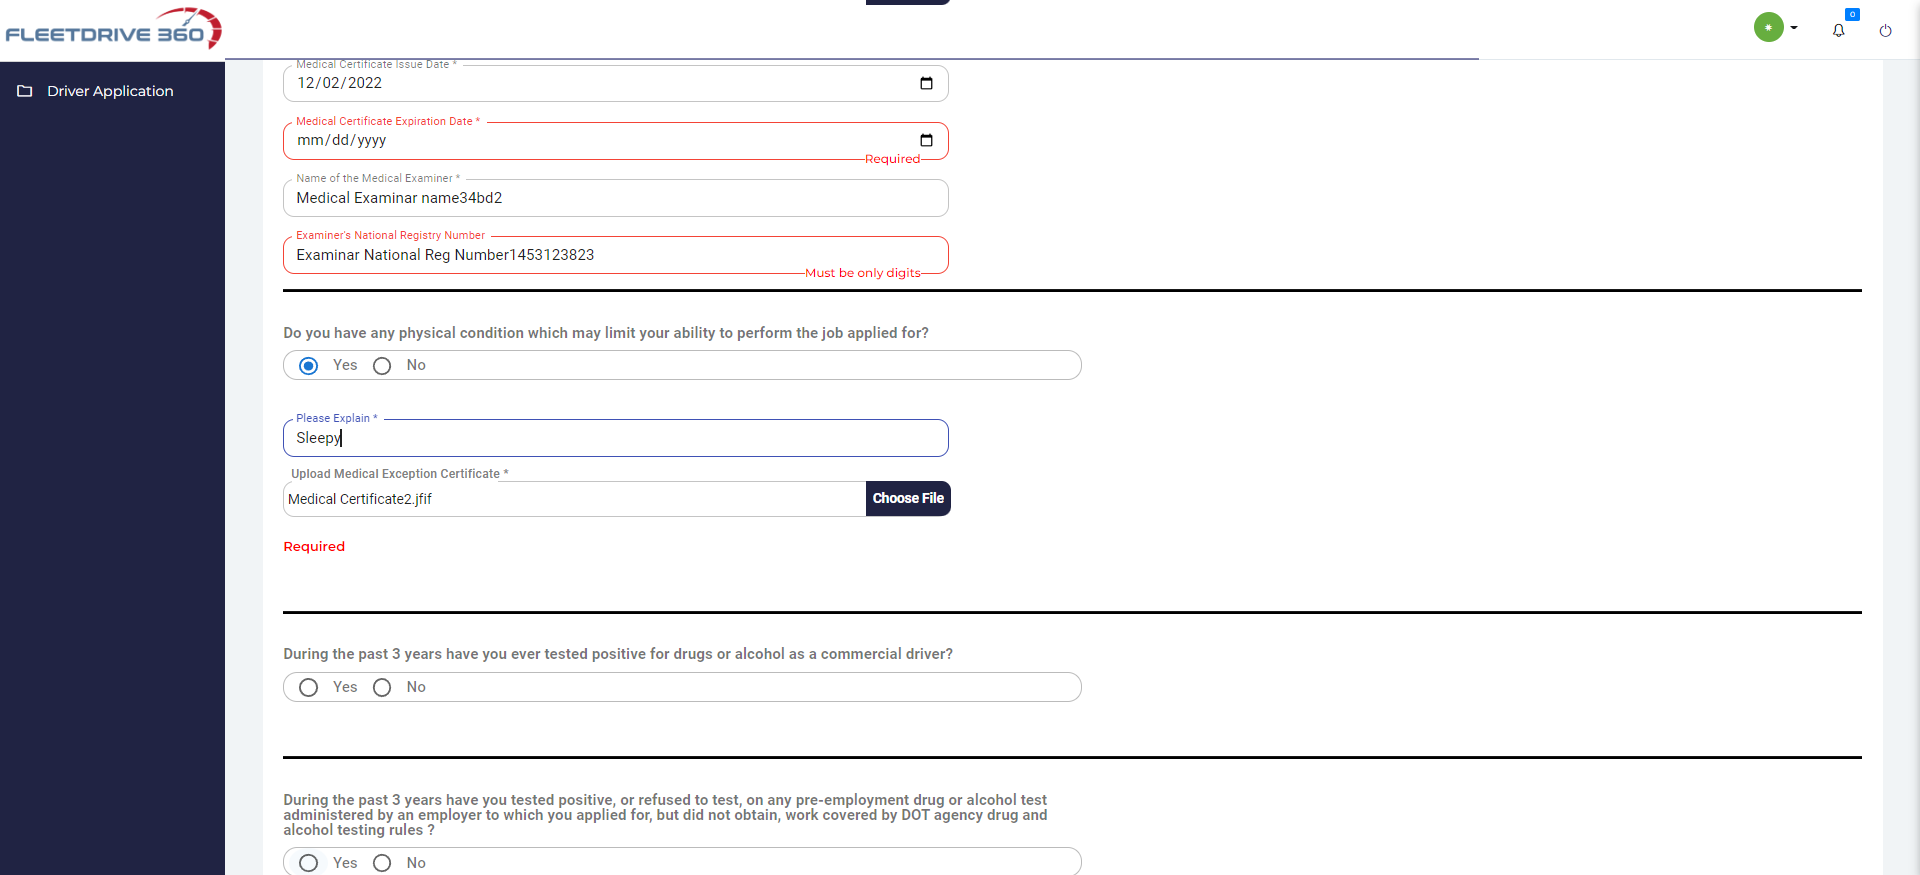 FLEETDRIVE 360
0
Driver Application
Medical Certificate Issue Date *
12/02/2022
Medical Certificate Expiration Date *
mm/dd/yyyy
Required
Name of the Medical Examiner *
Medical Examinar name34bd2
Examiner's National Registry Number
Examinar National Reg Number1453123823
Must be only digits
Do you have any physical condition which may limit your ability to perform the job applied for?
Yes No
Please Explain *
Sleepy
Upload Medical Exception Certificate *
Medical Certificate2.jfif Choose File
Required
During the past 3 years have you ever tested positive for drugs or alcohol as a commercial driver?
Yes No
During the past 3 years have you tested positive, or refused to test, on any pre-employment drug or alcohol test
administered by an employer to which you applied for, but did not obtain, work covered by DOT agency drug and
alcohol testing rules ?
Yes No